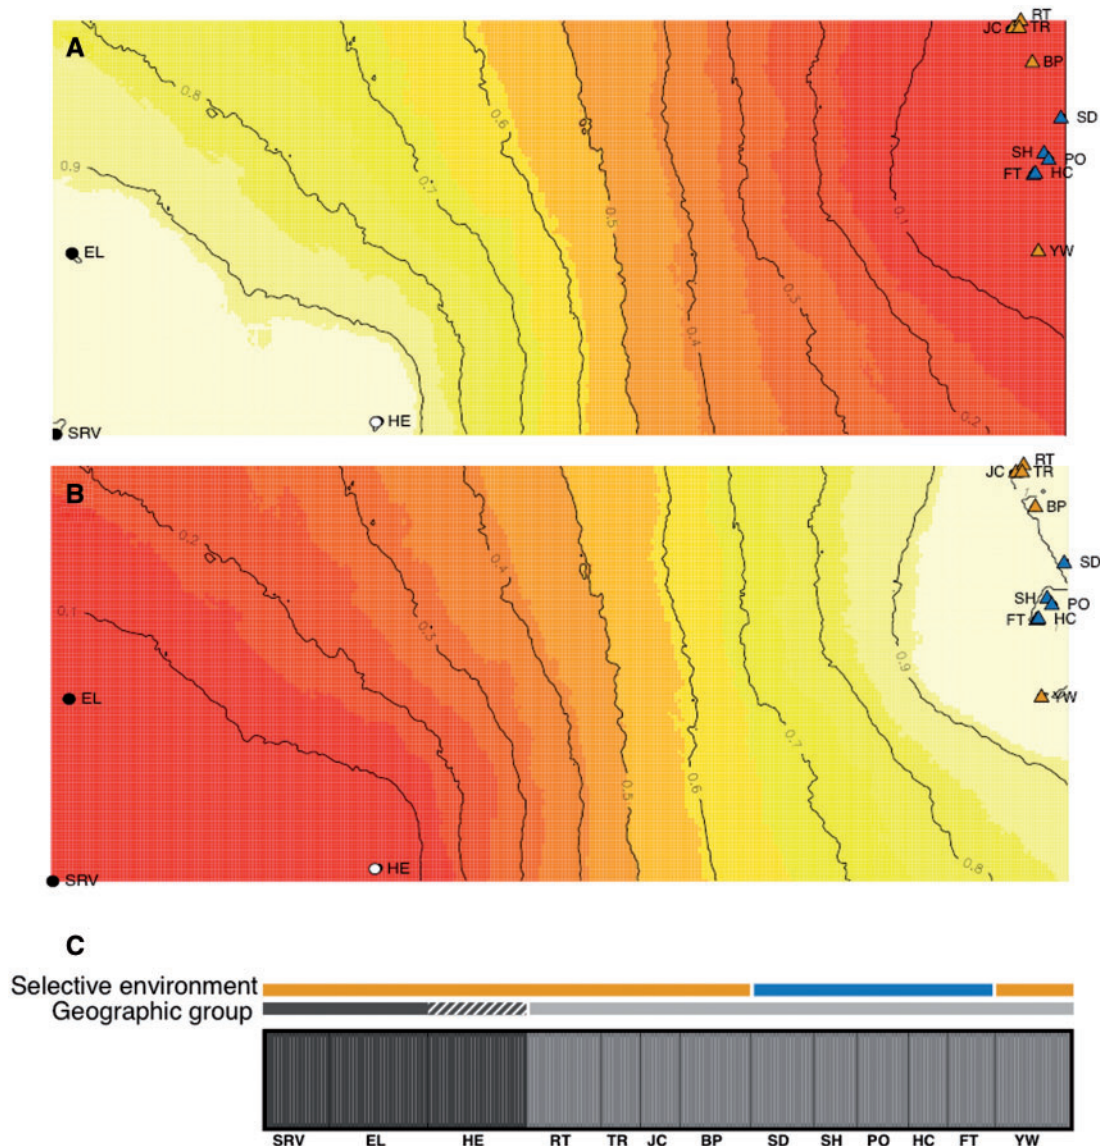 A
RT
JC TR
BP
SD
SH PO
FT HC
YW
EL
HE
SRV
0.9
0.8
0.7
0.6
0.5
0.4
0.3
0.2
0.1
B
RT
JC TR
BP
SD
SH PO
FT HC
YW
EL
HE
SRV
0.1
0.2
0.3
0.4
0.5
0.6
0.7
0.8
0.9
C
Selective environment
Geographic group
SRV EL HE RT TR JC BP SD SH PO HC FT YW